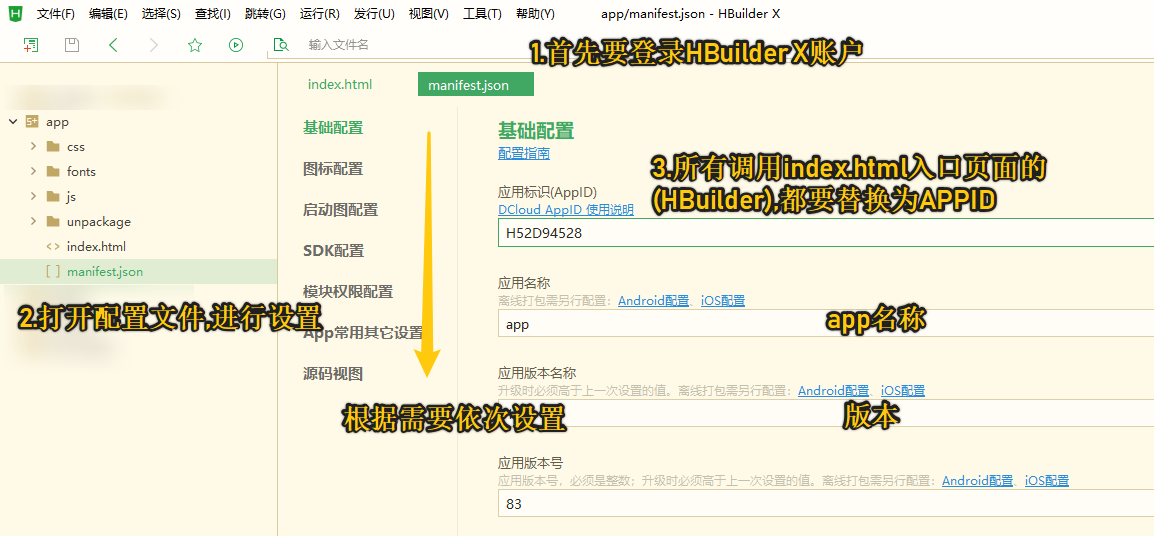 文件(F) 编辑(E) 选择(S) 查找(I) 跳转(G) 运行(R) 发行(U) 视图(V) 工具(T) 帮助(Y) app/manifest.json - HBuilder X
输入文件名
1.首先要登录HBuilder X账户
index.html manifest.json
app
css
fonts
js
unpackage
index.html
manifest.json
2.打开配置文件,进行设置
基础配置
图标配置
启动图配置
SDK配置
模块权限配置
App常用其它设置
源码视图
根据需要依次设置
基础配置
配置指南
3.所有调用index.html入口页面的
(HBuilder),都要替换为APPID
应用标识(AppID)
DCloud AppID 使用说明
H52D94528
应用名称
离线打包需另行配置：Android配置、iOS配置
app
app名称
应用版本名称
升级时必须高于上一次设置的值。离线打包需另行配置：Android配置、iOS配置
版本
应用版本号
应用版本号，必须是整数；升级时必须高于上一次设置的值。离线打包需另行配置：Android配置、iOS配置
83